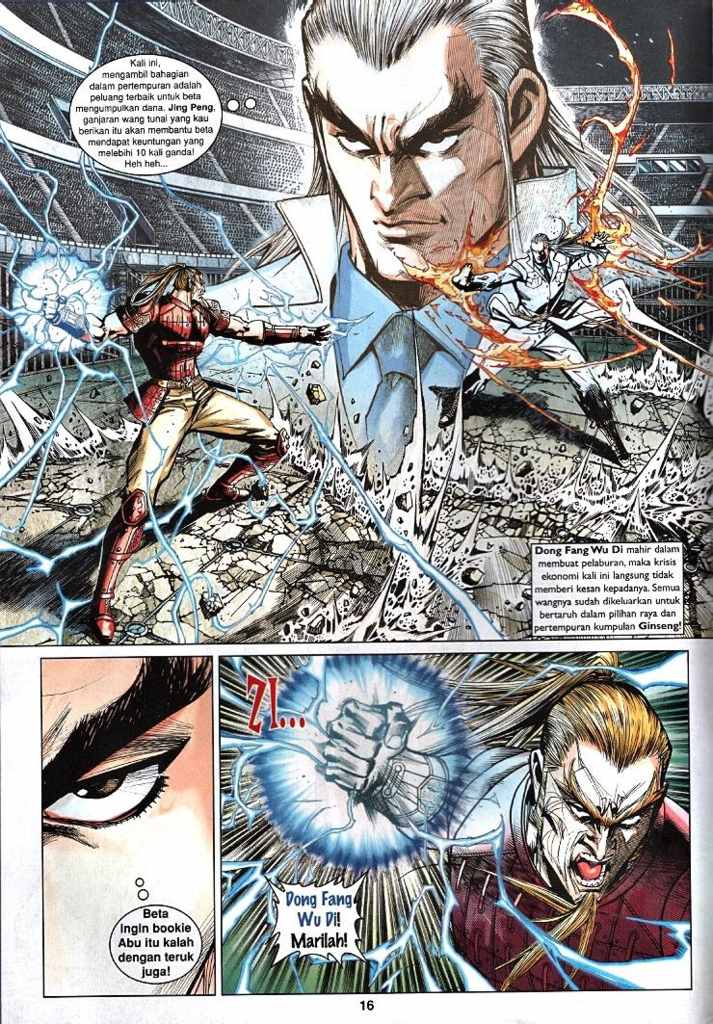 Kali ini,
mengambil bahagian
dalam pertempuran adalah
peluang terbaik untuk beta
mengumpulkan dana. Jing Peng,
ganjaran wang tunai yang kau
berikan itu akan membantu beta
mendapat keuntungan yang
melebihi 10 kali ganda!
Heh heh...
Dong Fang Wu Di mahir dalam
membuat pelaburan, maka krisis
ekonomi kali ini langsung tidak
memberi kesan kepadanya. Semua
wangnya sudah dikeluarkan untuk
bertaruh dalam pilihan raya dan
pertempuran kumpulan Ginseng!
Beta
ingin bookie
Abu itu kalah
dengan teruk
juga!
ZI...
Dong Fang
Wu Di!
Marilah!
16